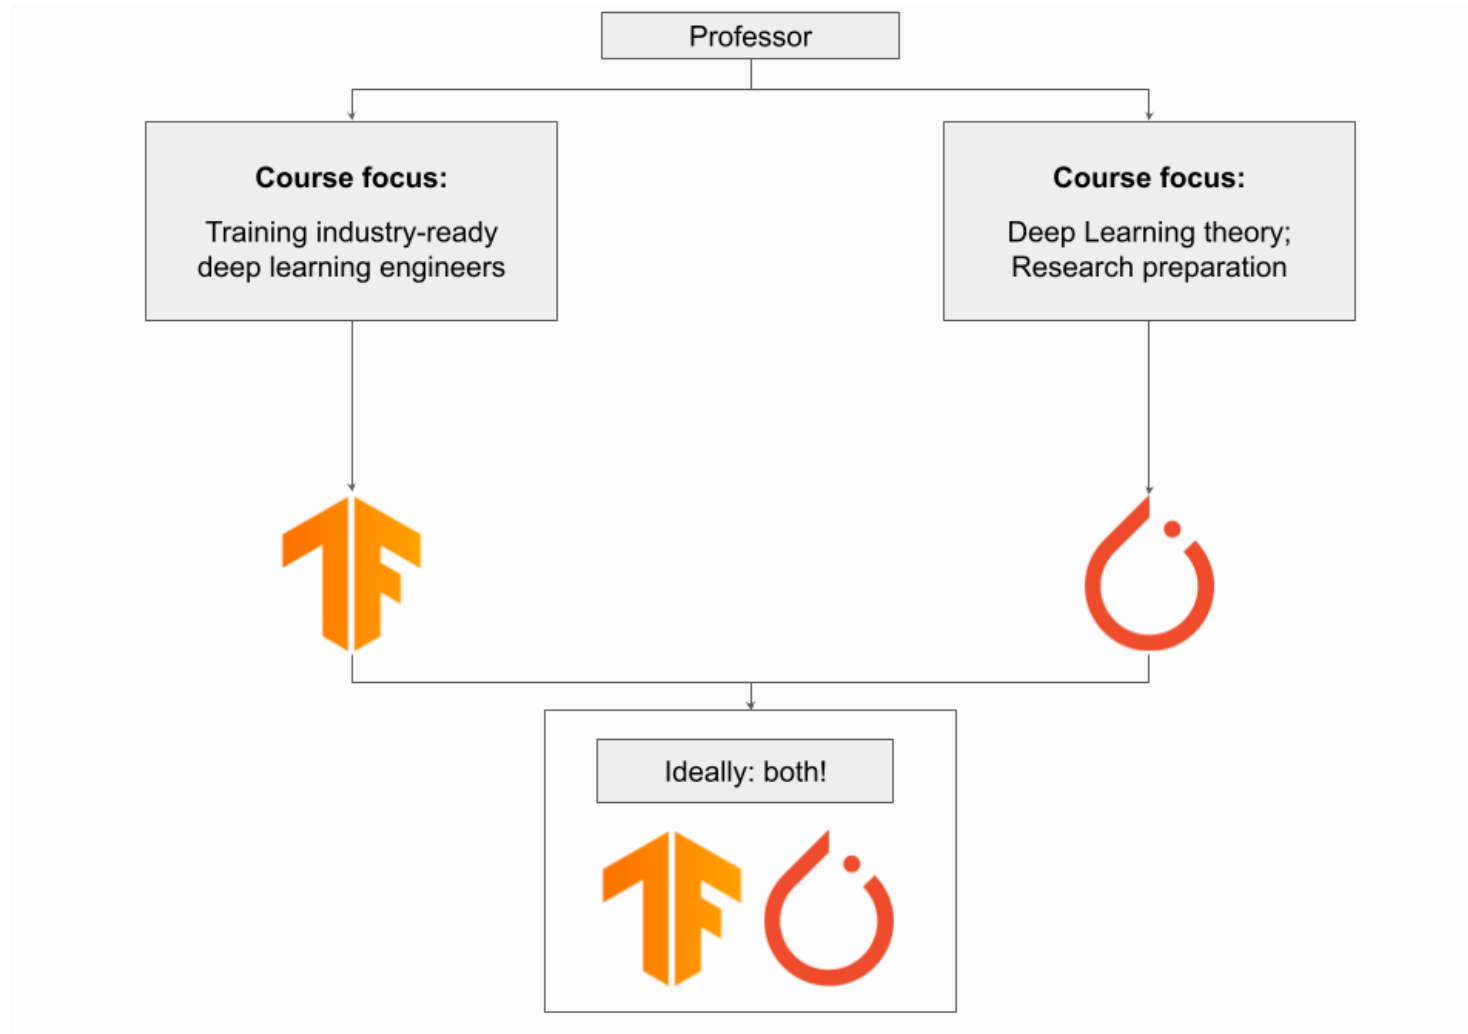 Professor
Course focus:
Training industry-ready
deep learning engineers
Course focus:
Deep Learning theory;
Research preparation
Ideally: both!